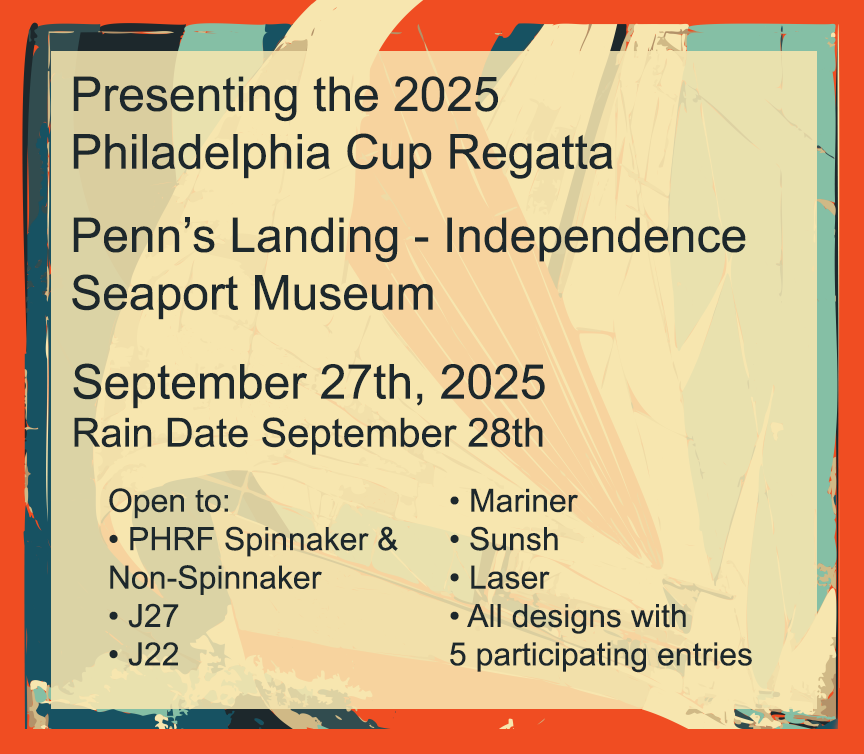 Presenting the 2025
Philadelphia Cup Regatta
Penn’s Landing - Independence
Seaport Museum
September 27th, 2025
Rain Date September 28th
Open to:
• PHRF Spinnaker &
Non-Spinnaker
• J27
• J22
• Mariner
• Sunsh
• Laser
• All designs with
5 participating entries